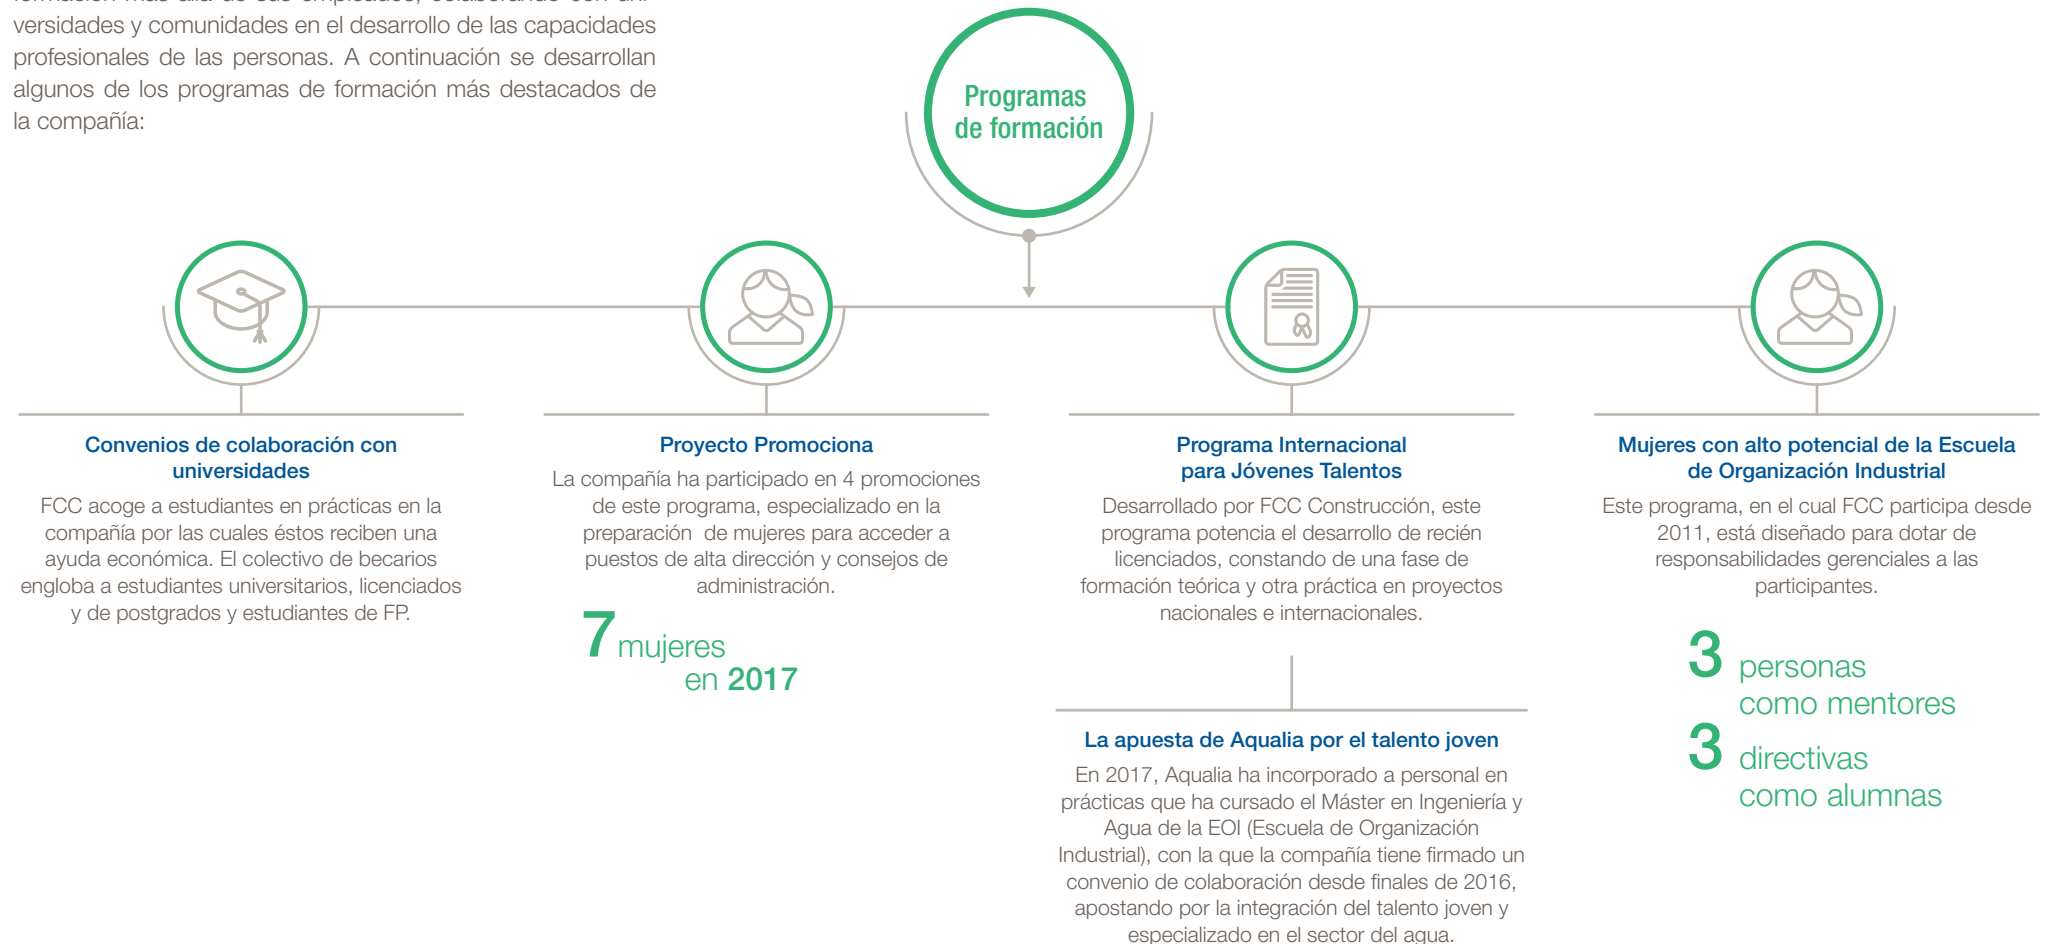 formación más allá de sus empleados, colaborando con uni-
versidades y comunidades en el desarrollo de las capacidades
profesionales de las personas. A continuación se desarrollan
algunos de los programas de formación más destacados de
la compañía:
Programas
de formación
Convenios de colaboración con
universidades
FCC acoge a estudiantes en prácticas en la
compañía por las cuales éstos reciben una
ayuda económica. El colectivo de becarios
engloba a estudiantes universitarios, licenciados
y de postgrados y estudiantes de FP.
Proyecto Promociona
La compañía ha participado en 4 promociones
de este programa, especializado en la
preparación  de mujeres para acceder a
puestos de alta dirección y consejos de
administración.
7 mujeres
en 2017
Programa Internacional
para Jóvenes Talentos
Desarrollado por FCC Construcción, este
programa potencia el desarrollo de recién
licenciados, constando de una fase de
formación teórica y otra práctica en proyectos
nacionales e internacionales.
La apuesta de Aqualia por el talento joven
En 2017, Aqualia ha incorporado a personal en
prácticas que ha cursado el Máster en Ingeniería y
Agua de la EOI (Escuela de Organización
Industrial), con la que la compañía tiene firmado un
convenio de colaboración desde finales de 2016,
apostando por la integración del talento joven y
especializado en el sector del agua.
Mujeres con alto potencial de la Escuela
de Organización Industrial
Este programa, en el cual FCC participa desde
2011, está diseñado para dotar de
responsabilidades gerenciales a las
participantes.
3 personas
como mentores
3 directivas
como alumnas